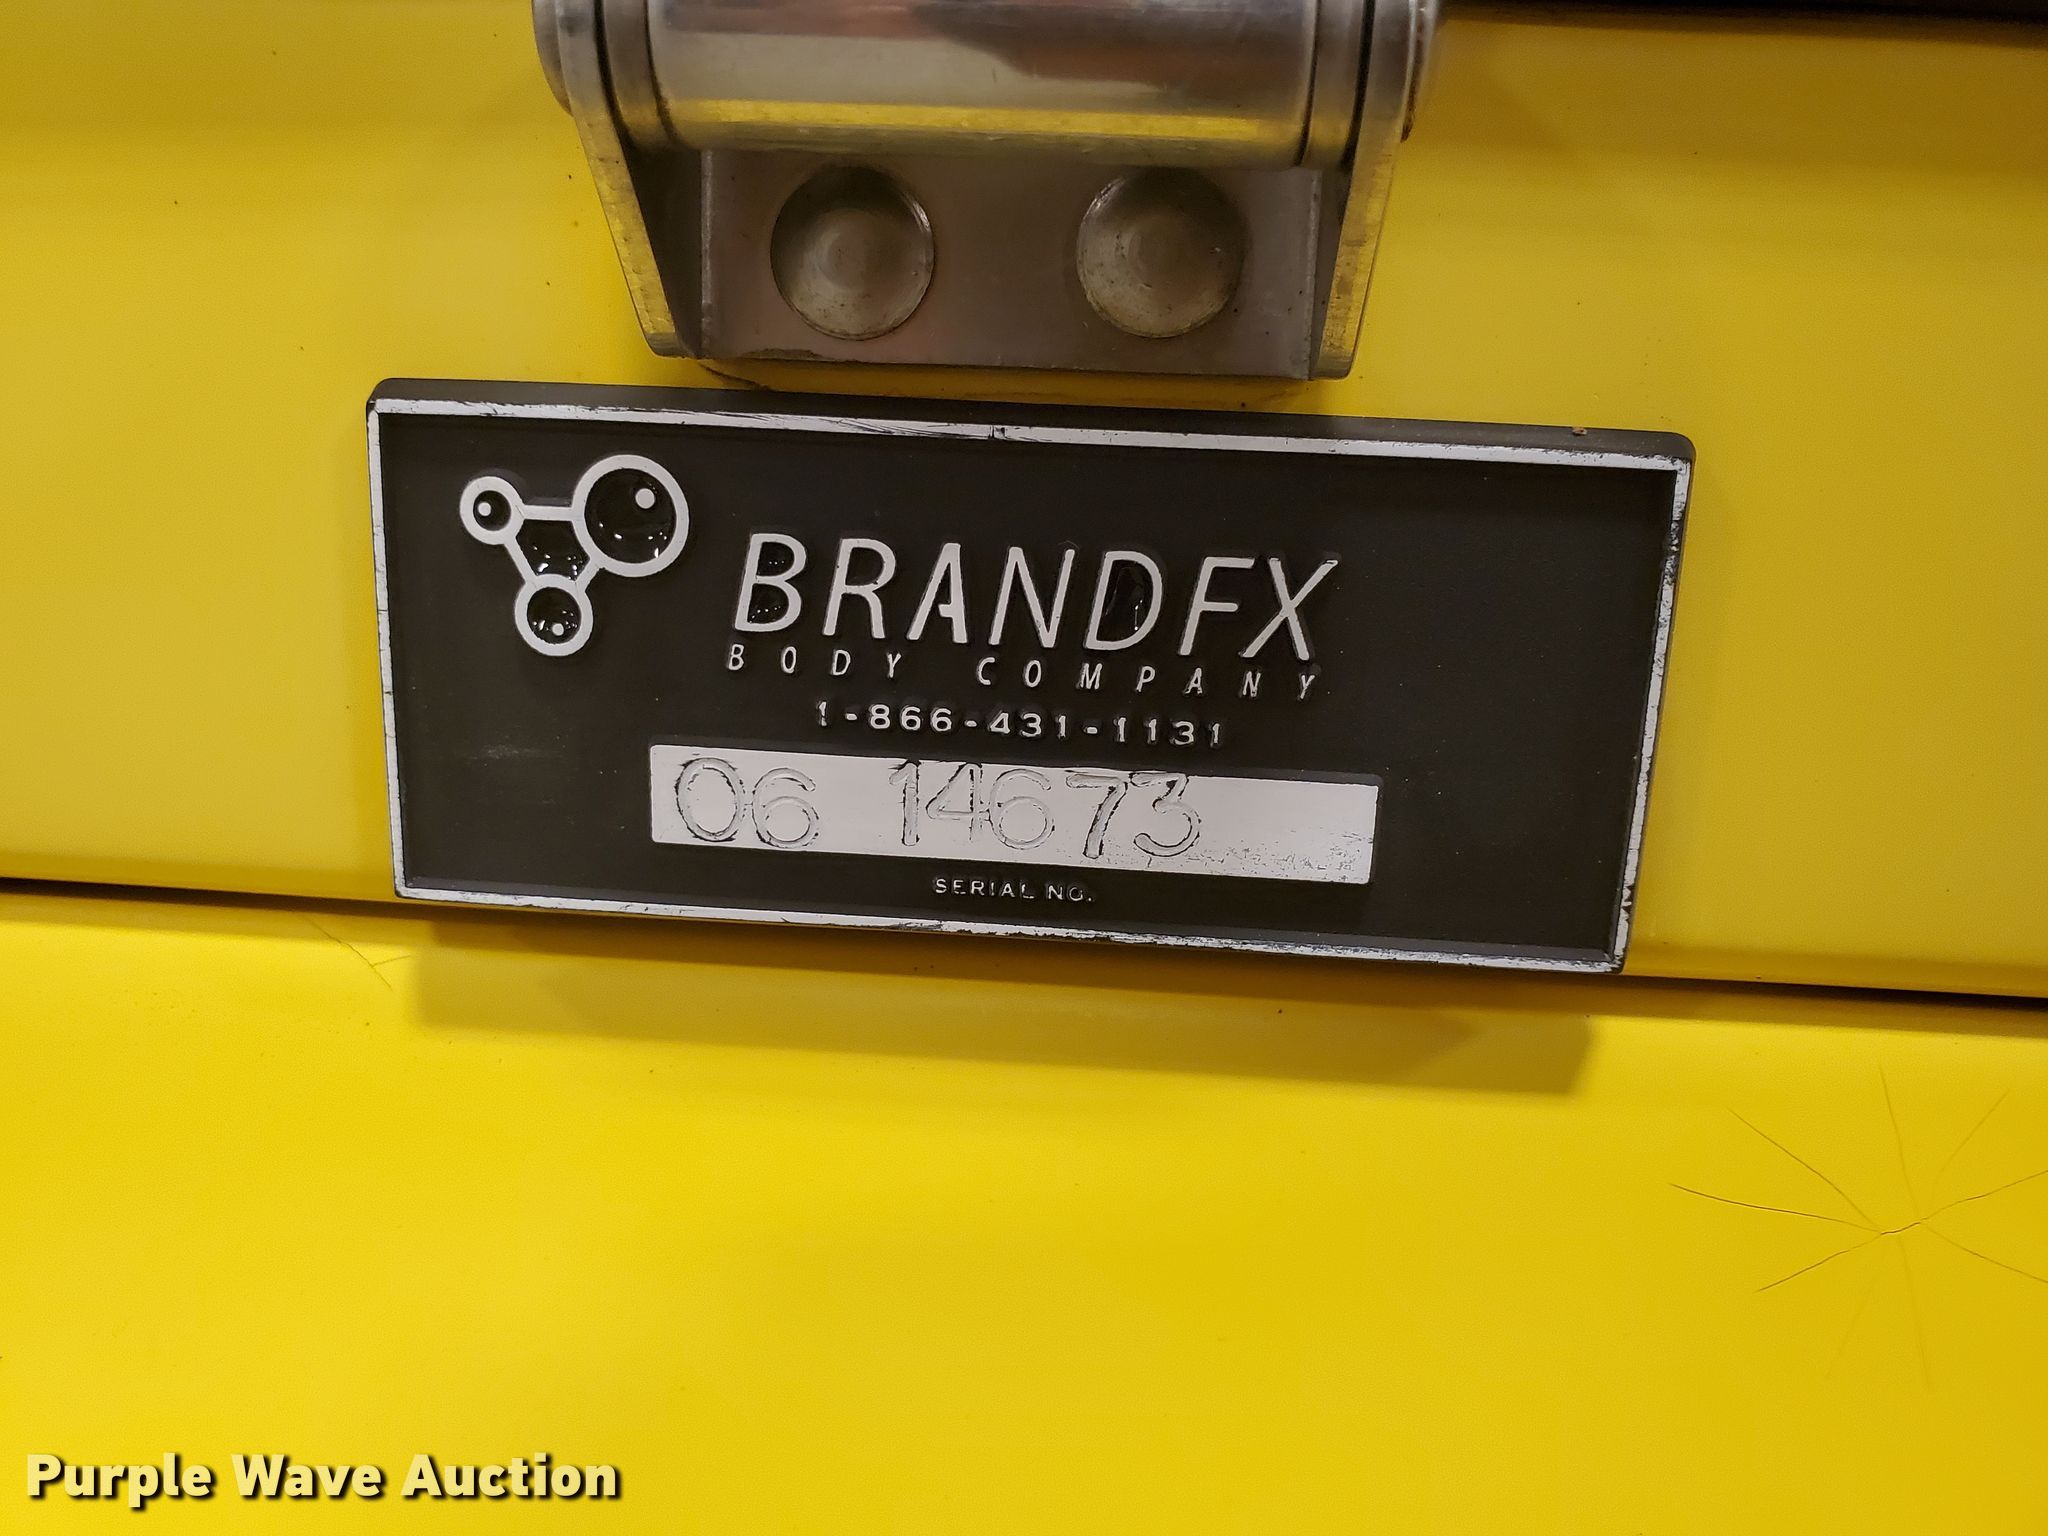 BRANDFX
BODY COMPANY
1-866-431-1131
06 14673
SERIAL NO.
Purple Wave Auction